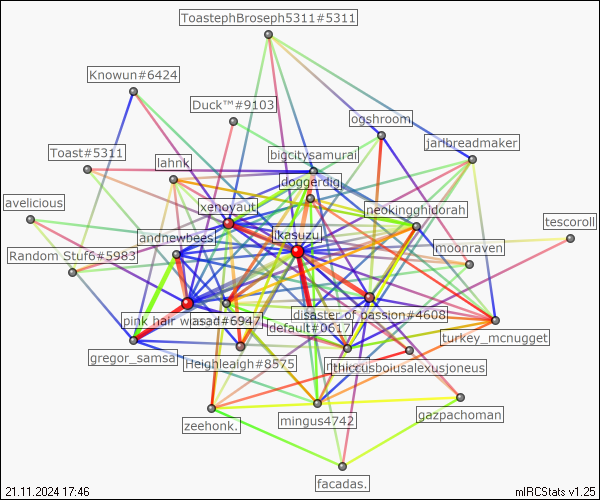 ToastephBroseph5311#5311
Knowun#6424
Duck™#9103
ogshroom
jarlbreadmaker
Toast#5311
lahnk
bigcitysamurai
doggerdig
avelicious
xenoyaut
neokingghidorah
tescoroll
andnewbees
ikasuzu
moonraven
Random Stuf6#5983
pink hair w
asad#6947
default#0617
disaster of passion#4608
turkey_mcnugget
gregor_samsa
Heighleaigh#8575
thiccusboiusalexusjoneus
zeehonk.
mingus4742
gazpachoman
facadas.
21.11.2024 17:46
mIRCStats v1.25